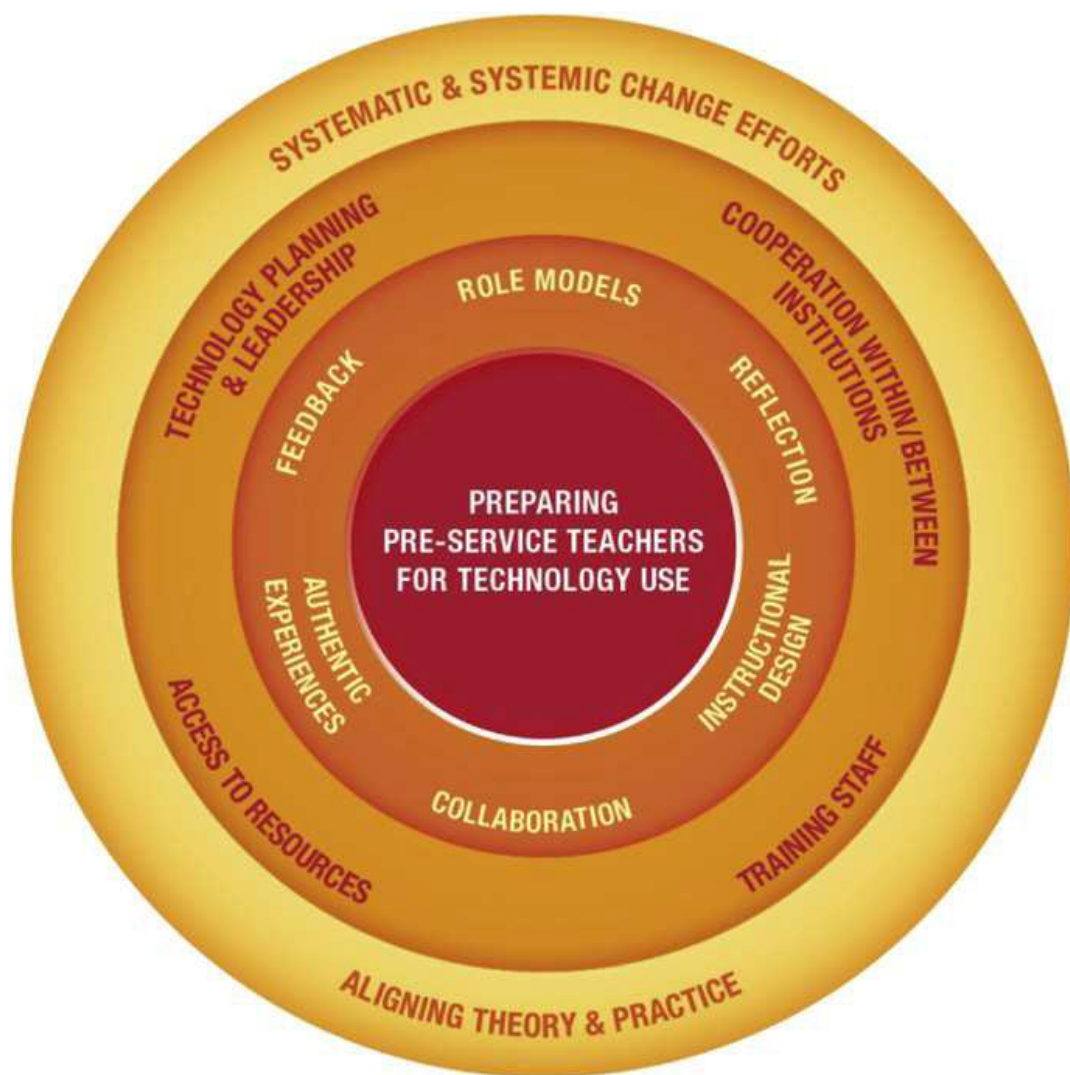 SYSTEMATIC & SYSTEMIC CHANGE EFFORTS
TECHNOLOGY PLANNING
& LEADERSHIP
COOPERATION WITHIN/BETWEEN
INSTITUTIONS
ROLE MODELS
FEEDBACK
REFLECTION
PREPARING
PRE-SERVICE TEACHERS
FOR TECHNOLOGY USE
AUTHENTIC
EXPERIENCES
INSTRUCTIONAL
DESIGN
COLLABORATION
ACCESS TO RESOURCES
TRAINING STAFF
ALIGNING THEORY & PRACTICE